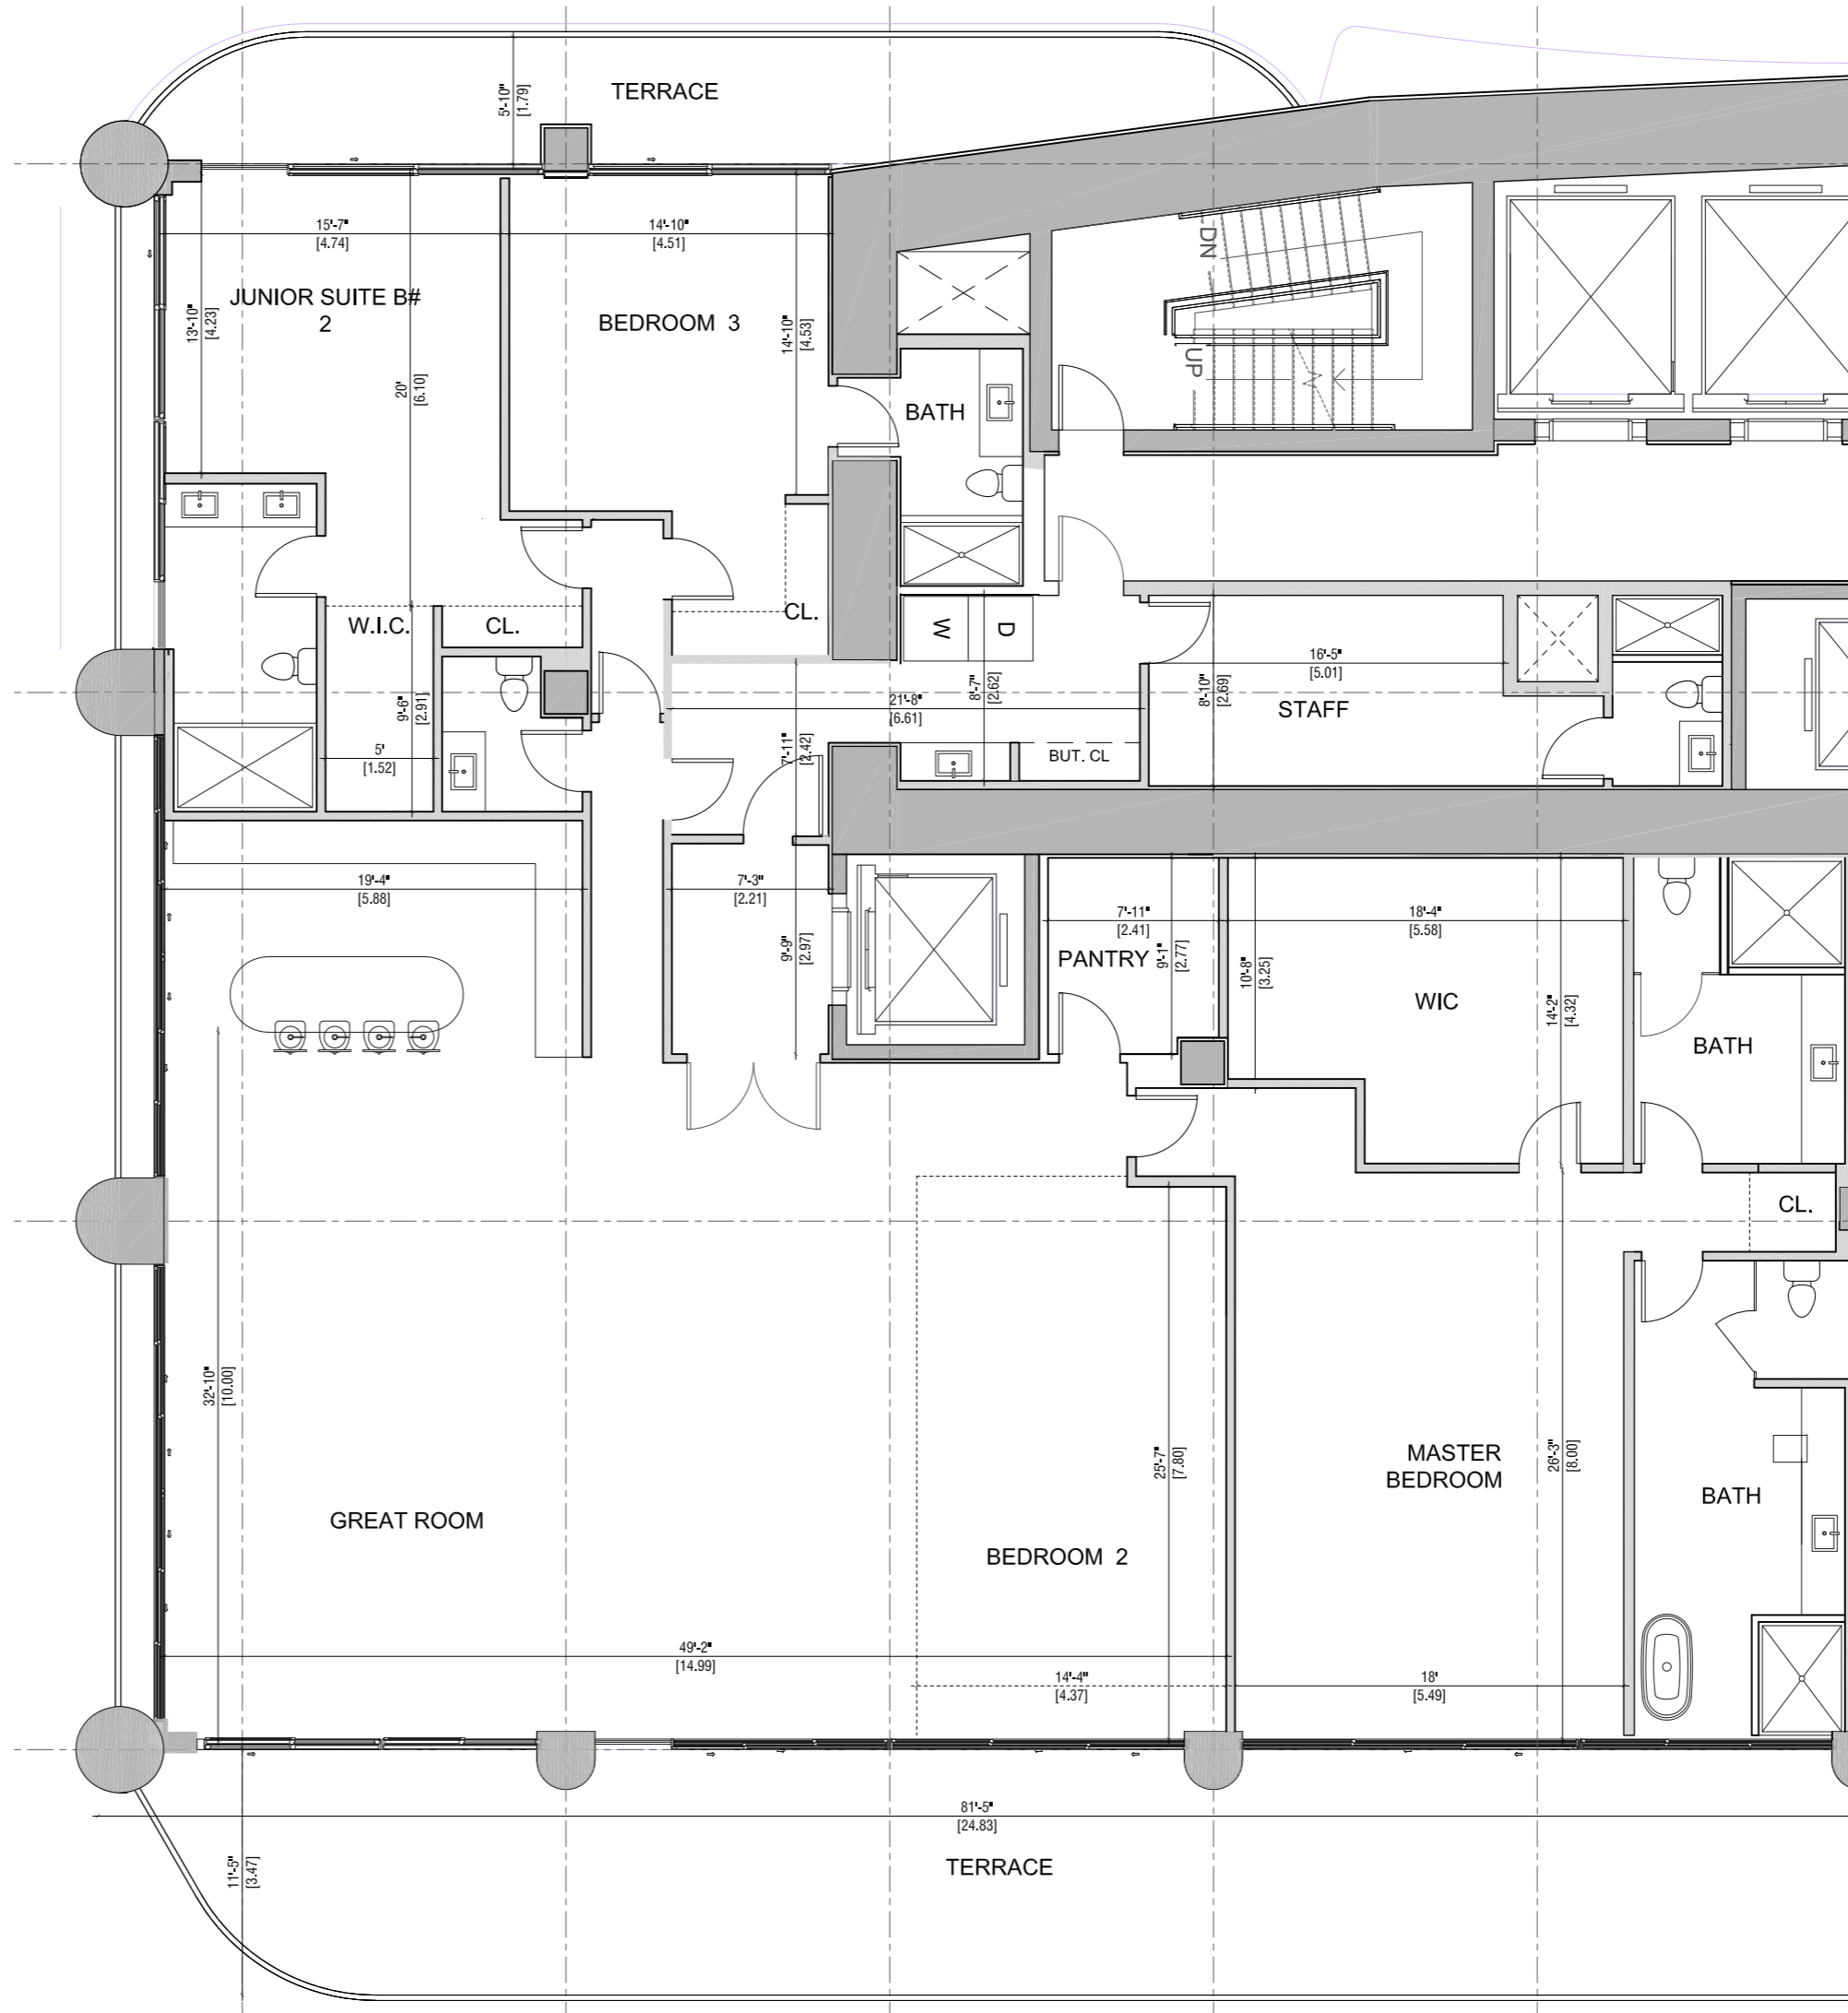 TERRACE
5'-10"
[1.79]
15'-7"
[4.74]
14'-10"
[4.51]
DN
JUNIOR SUITE B#
2
13'-10"
[4.23]
BEDROOM 3
14'-10"
[4.53]
20'
[6.10]
UP
BATH
W.I.C.
CL.
CL.
W
D
16'-5"
[5.01]
8'-7"
[2.62]
8'-10"
[2.69]
STAFF
9'-6"
[2.91]
21'-8"
[6.61]
5'
[1.52]
7'-11"
[2.42]
BUT. CL
19'-4"
[5.88]
7'-3"
[2.21]
9'-9"
[2.97]
7'-11"
[2.41]
PANTRY
9'-1"
[2.77]
18'-4"
[5.58]
10'-8"
[3.25]
WIC
14'-2"
[4.32]
BATH
CL.
32'-10"
[10.00]
GREAT ROOM
25'-7"
[7.80]
MASTER
BEDROOM
26'-3"
[8.00]
BATH
BEDROOM 2
49'-2"
[14.99]
14'-4"
[4.37]
18'
[5.49]
81'-5"
[24.83]
TERRACE
11'-5"
[3.47]